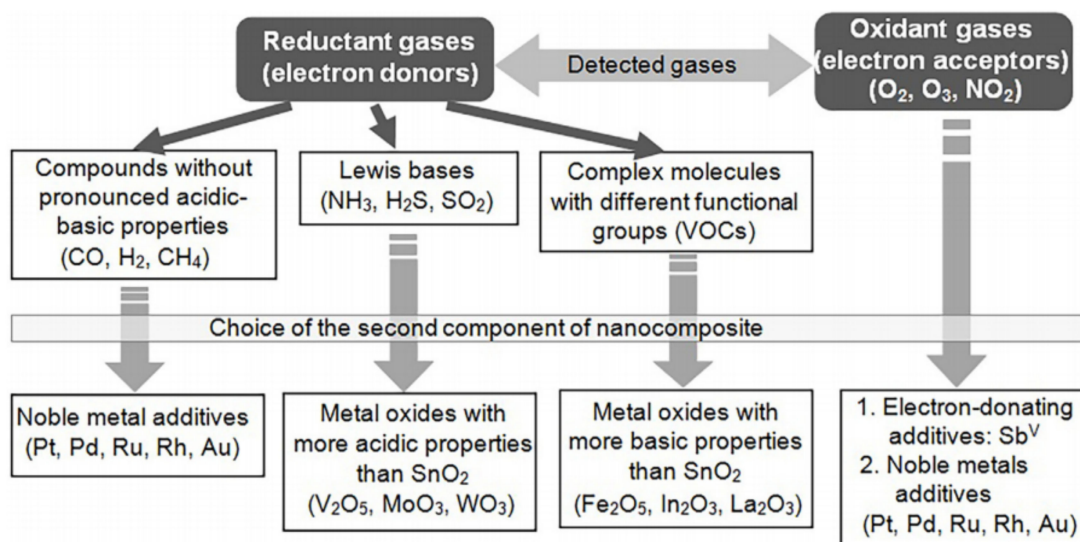 Reductant gases
(electron donors)
Detected gases
Oxidant gases
(electron acceptors)
(O₂, O₃, NO₂)
Compounds without
pronounced acidic-
basic properties
(CO, H₂, CH₄)
Lewis bases
(NH₃, H₂S, SO₂)
Complex molecules
with different functional
groups (VOCs)
Choice of the second component of nanocomposite
Noble metal additives
(Pt, Pd, Ru, Rh, Au)
Metal oxides with
more acidic properties
than SnO₂
(V₂O₅, MoO₃, WO₃)
Metal oxides with
more basic properties
than SnO₂
(Fe₂O₅, In₂O₃, La₂O₃)
1. Electron-donating
additives: Sbⱽ
2. Noble metals
additives
(Pt, Pd, Ru, Rh, Au)